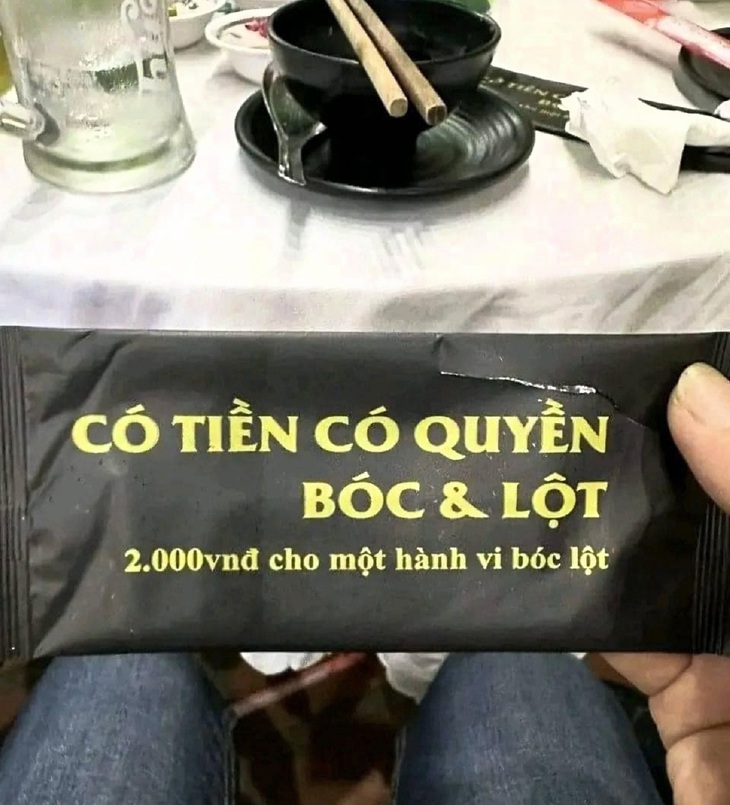 CÓ TIỀN CÓ QUYỀN
BÓC & LỘT
2.000vnđ cho một hành vi bóc lột